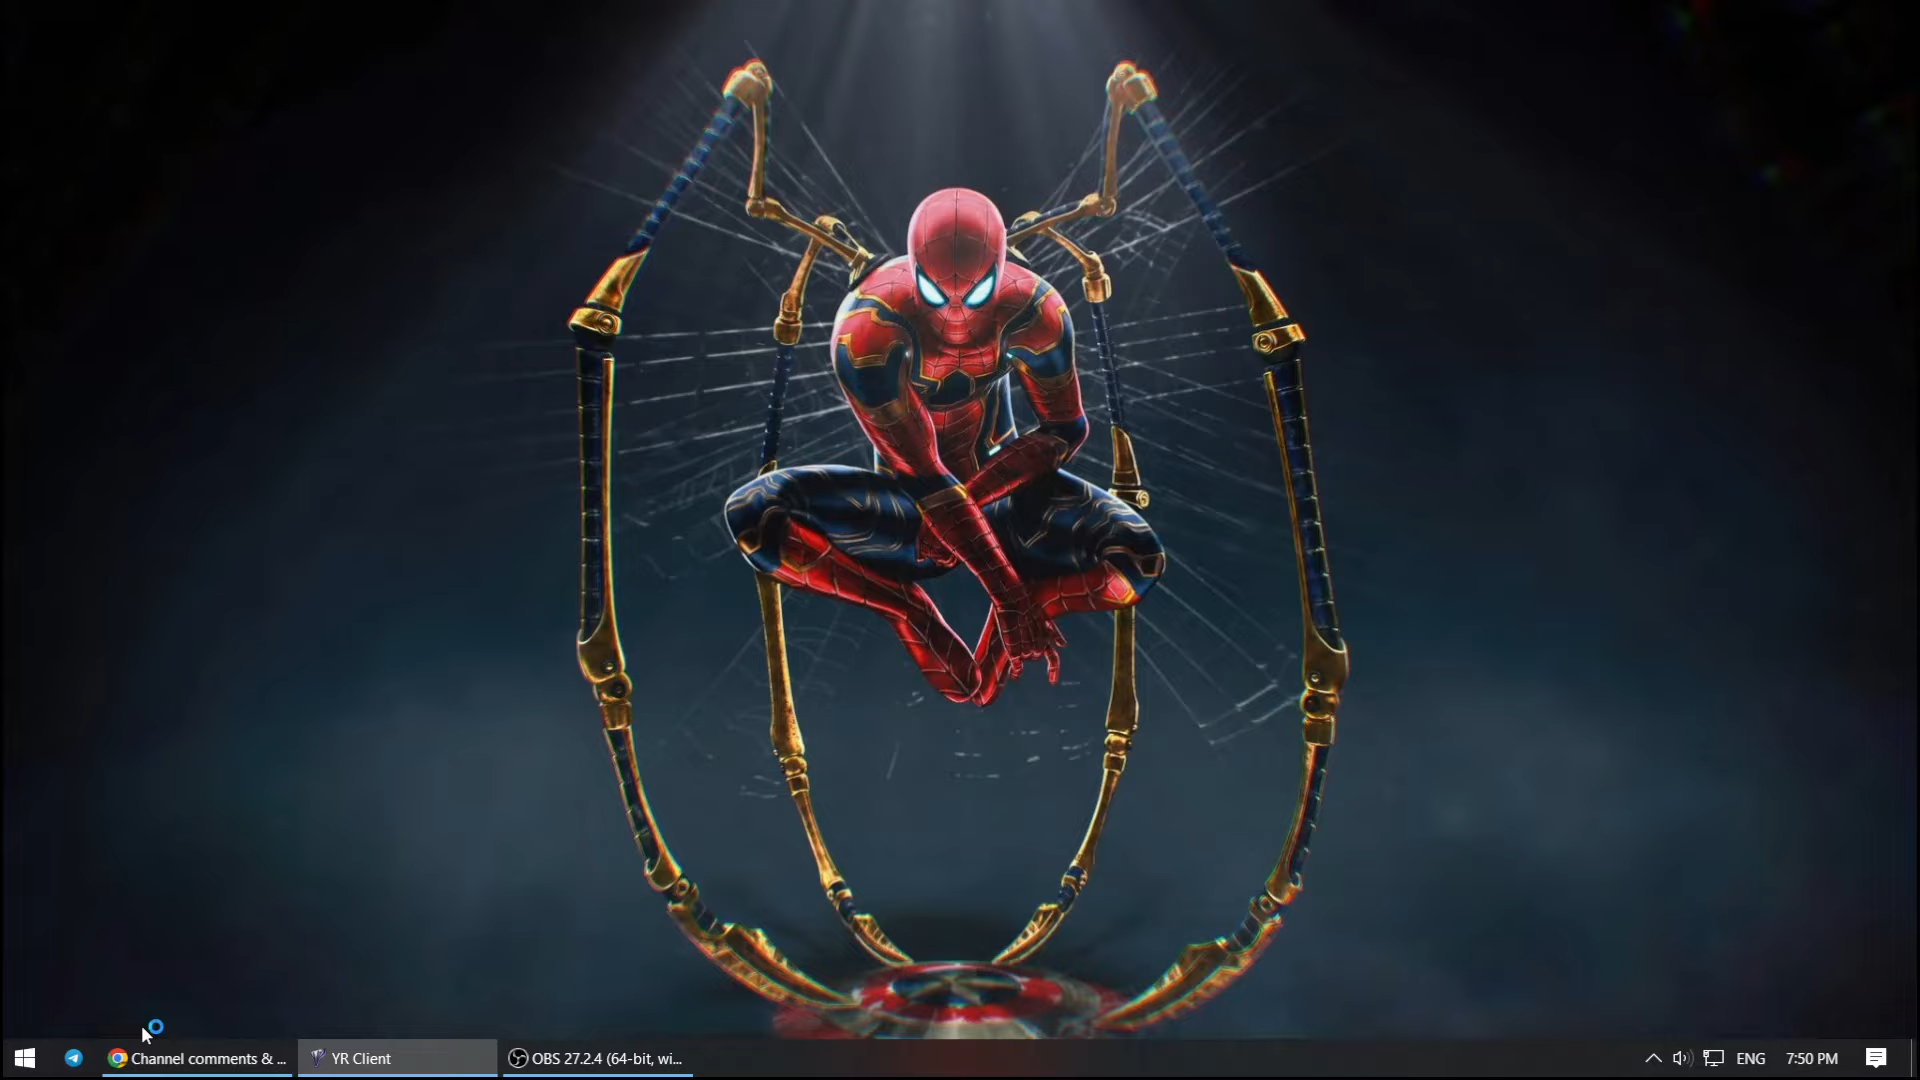 Channel comments & ...
YR Client
OBS 27.2.4 (64-bit, wi...
ENG
7:50 PM